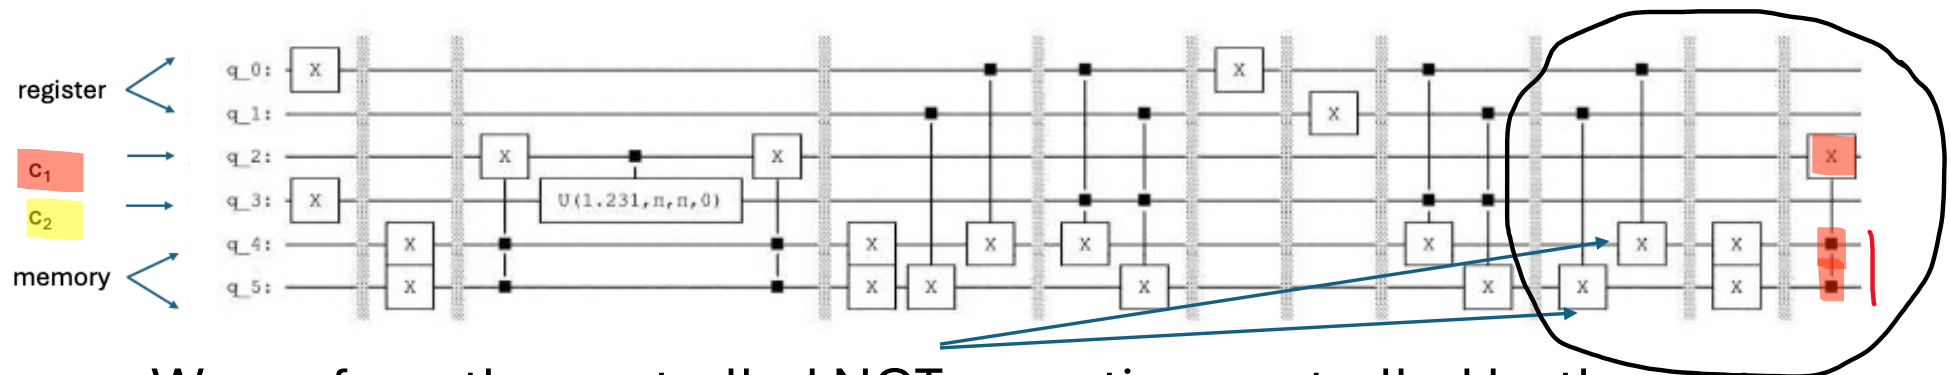 register
c₁
c₂
memory
q_0: X
q_1: X
q_2: X X X
q_3: X U(1.231,π,π,0)
q_4: X X X X X X X
q_5: X X X X X X X